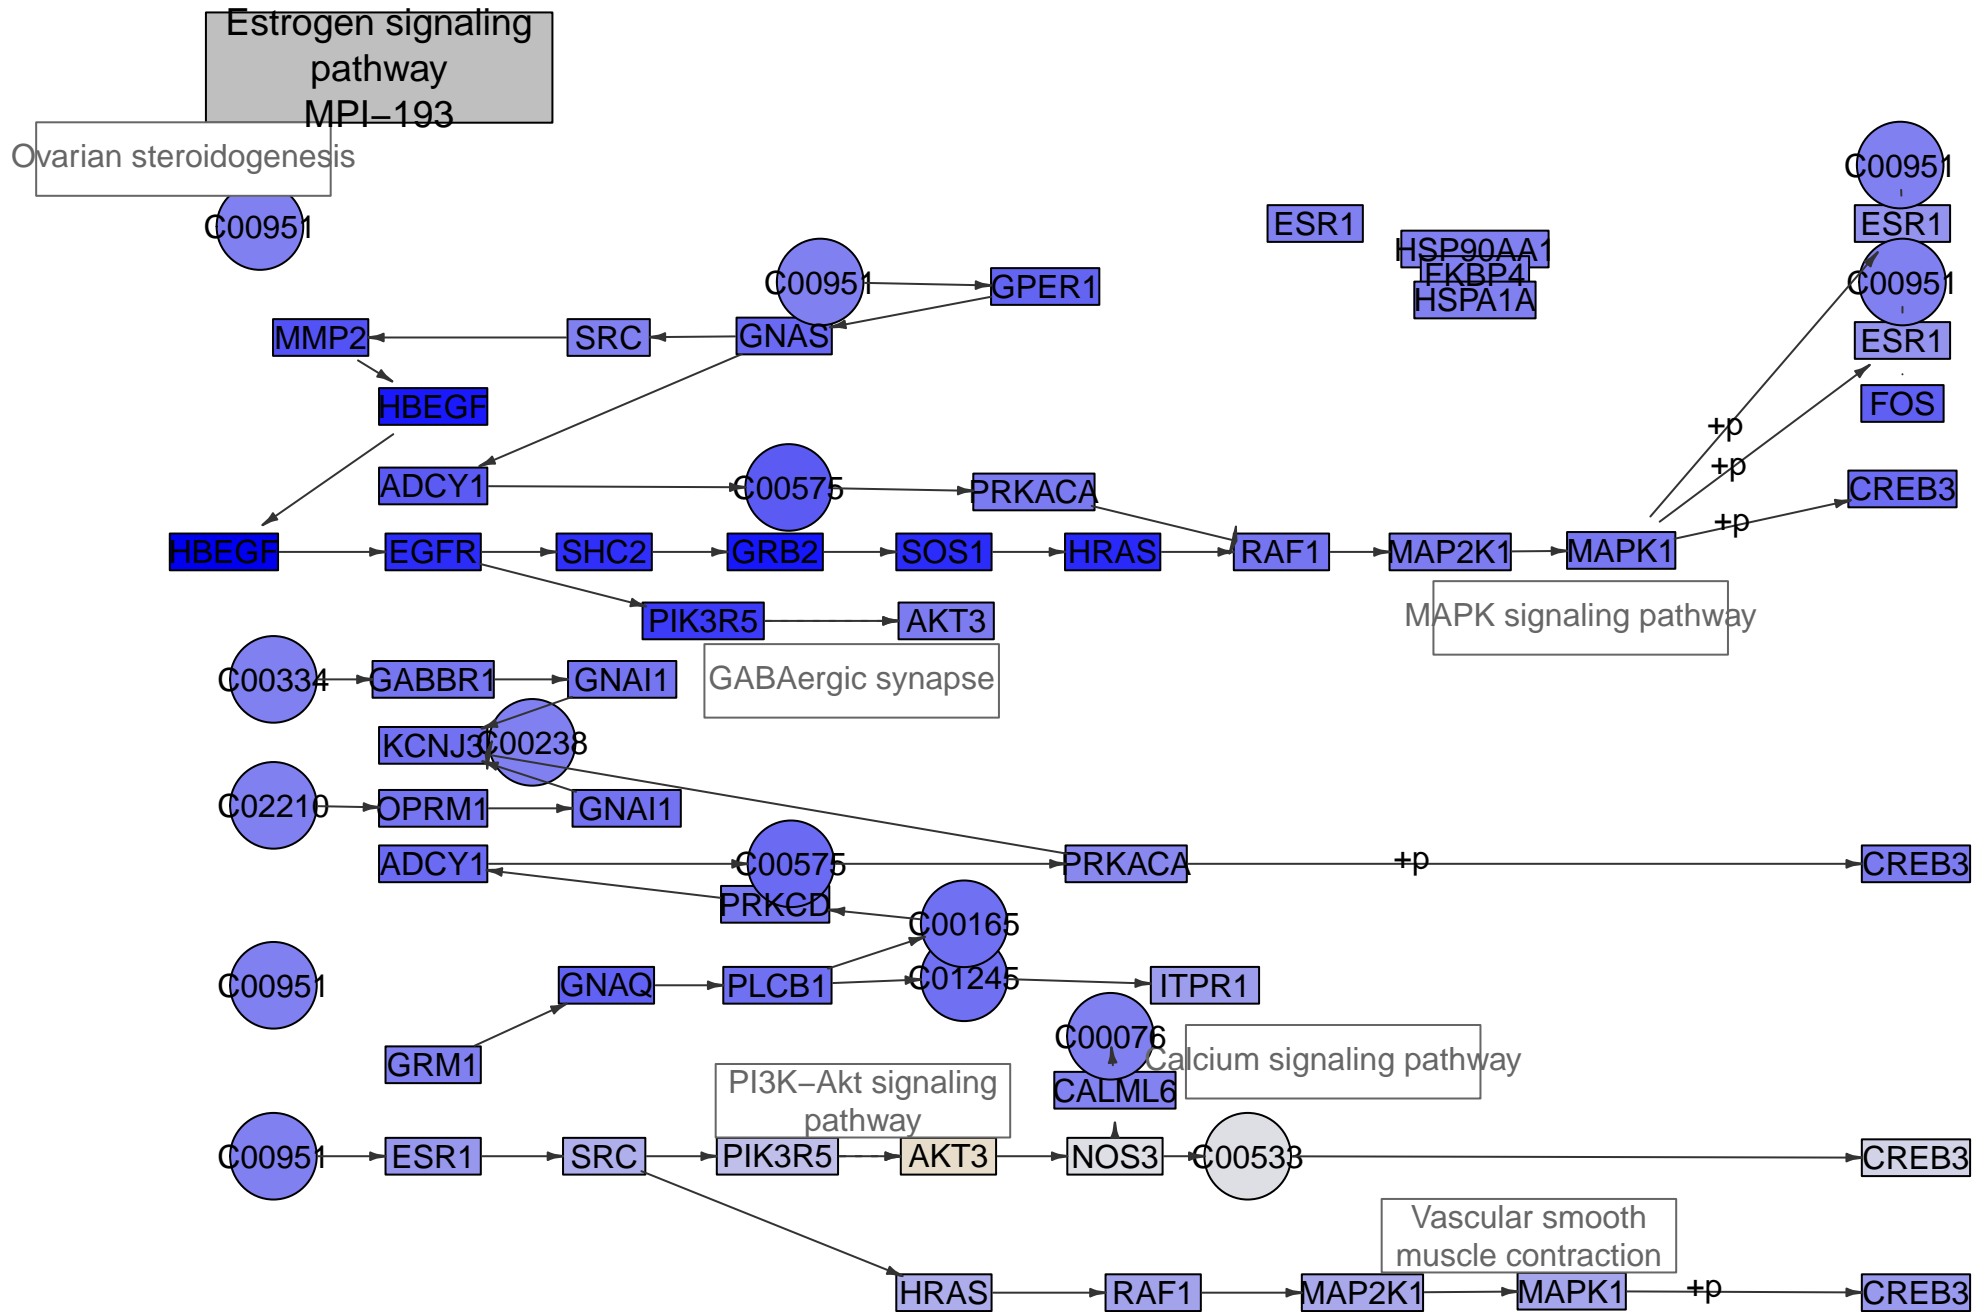 Estrogen signaling
pathway
MPI−193
Ovarian steroidogenesis
C00951
C00951
ESR1
ESR1
C00951
HSP90AA1
FKBP4
HSPA1A
C00951
GPER1
C00951
MMP2
SRC
GNAS
ESR1
HBEGF
FOS
+p
+p
ADCY1
C00575
PRKACA
CREB3
+p
HBEGF
EGFR
SHC2
GRB2
SOS1
HRAS
RAF1
MAP2K1
MAPK1
PIK3R5
AKT3
MAPK signaling pathway
C00334
GABBR1
GNAI1
GABAergic synapse
KCNJ3
C00238
C02210
OPRM1
GNAI1
ADCY1
C00575
PRKACA
+p
CREB3
PRKCD
C00165
C00951
GNAQ
PLCB1
C01245
ITPR1
C00076
Calcium signaling pathway
GRM1
CALML6
PI3K−Akt signaling
pathway
C00951
ESR1
SRC
PIK3R5
AKT3
NOS3
C00533
CREB3
Vascular smooth
muscle contraction
HRAS
RAF1
MAP2K1
MAPK1
+p
CREB3